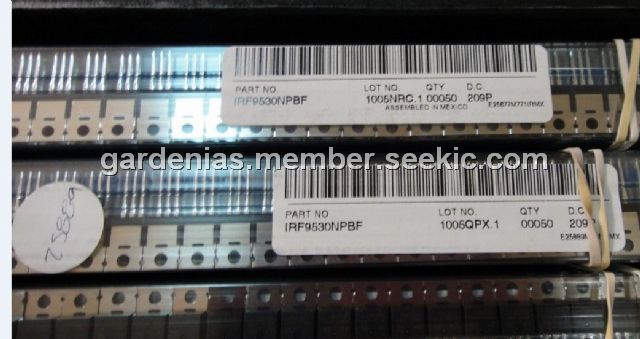 PART NO LOT NO. QTY D.C.
IRF9530NPBF 1005NRC.1 00050 209P
ASSEMBLED IN MEXICO
gardenias.member.seekic.com
PART NO LOT NO. QTY D.C.
IRF9530NPBF 1005QPX.1 00050 209P